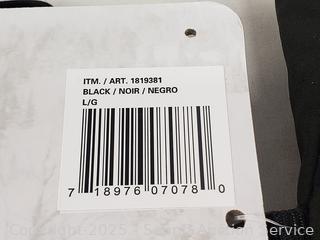 ITM. / ART. 1819381
BLACK / NOIR / NEGRO
L/G
7 18976 07078 0